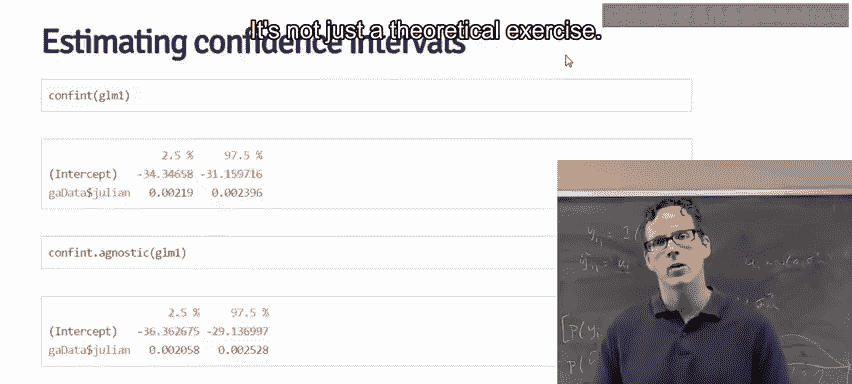 It's not just a theoretical exercise.
Estimating confidence intervals
confint(glm1)
2.5 % 97.5 %
(Intercept) -34.34658 -31.159716
gaData$julian 0.00219 0.002396
confint.agnostic(glm1)
2.5 % 97.5 %
(Intercept) -36.362675 -29.136997
gaData$julian 0.002058 0.002528